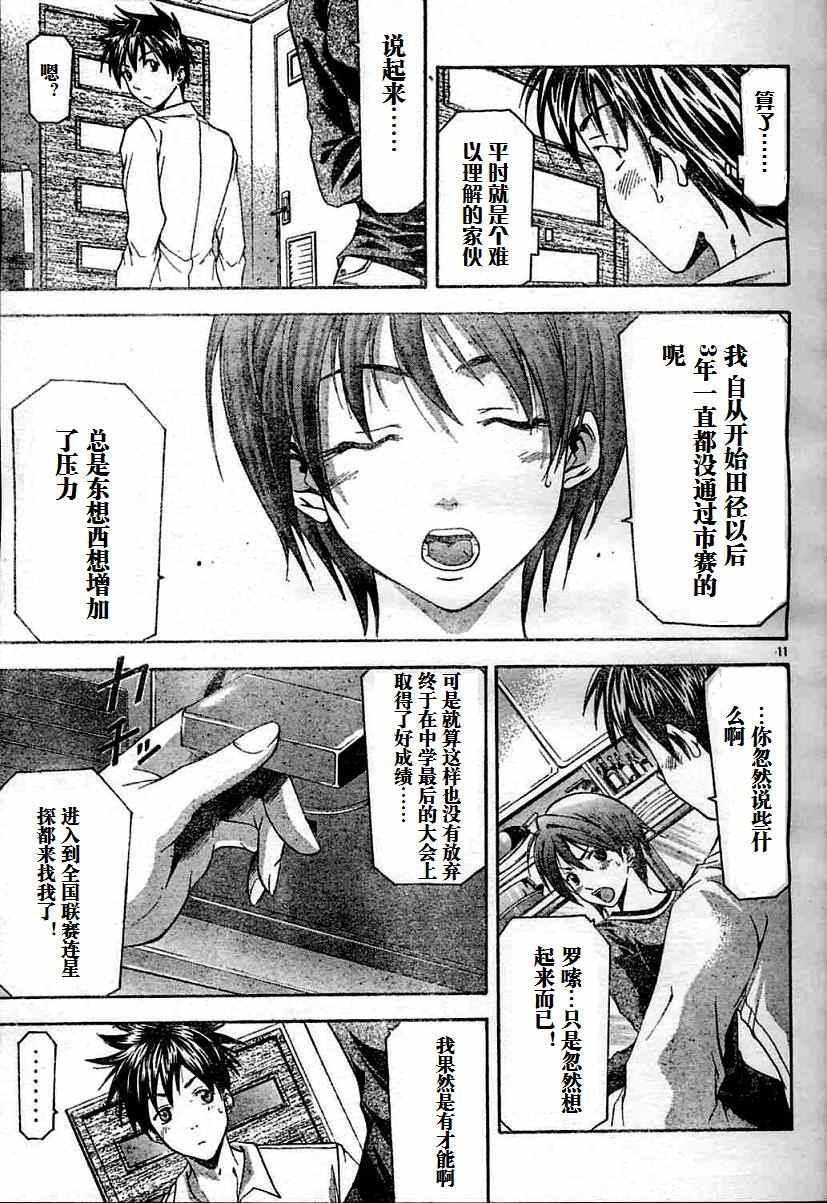 算了……
平时就是个难
以理解的家伙
说起来……
嗯?
我 自从开始田径以后
3年一直都没通过市赛的
呢
总是东想西想增加
了压力
11
…你忽然说些什
么啊
罗嗦…只是忽然想
起来而已!
可是就算这样也没有放弃
终于在中学最后的大会上
取得了好成绩……
进入到全国联赛连星
探都来找我了!
我果然是有才能啊
……